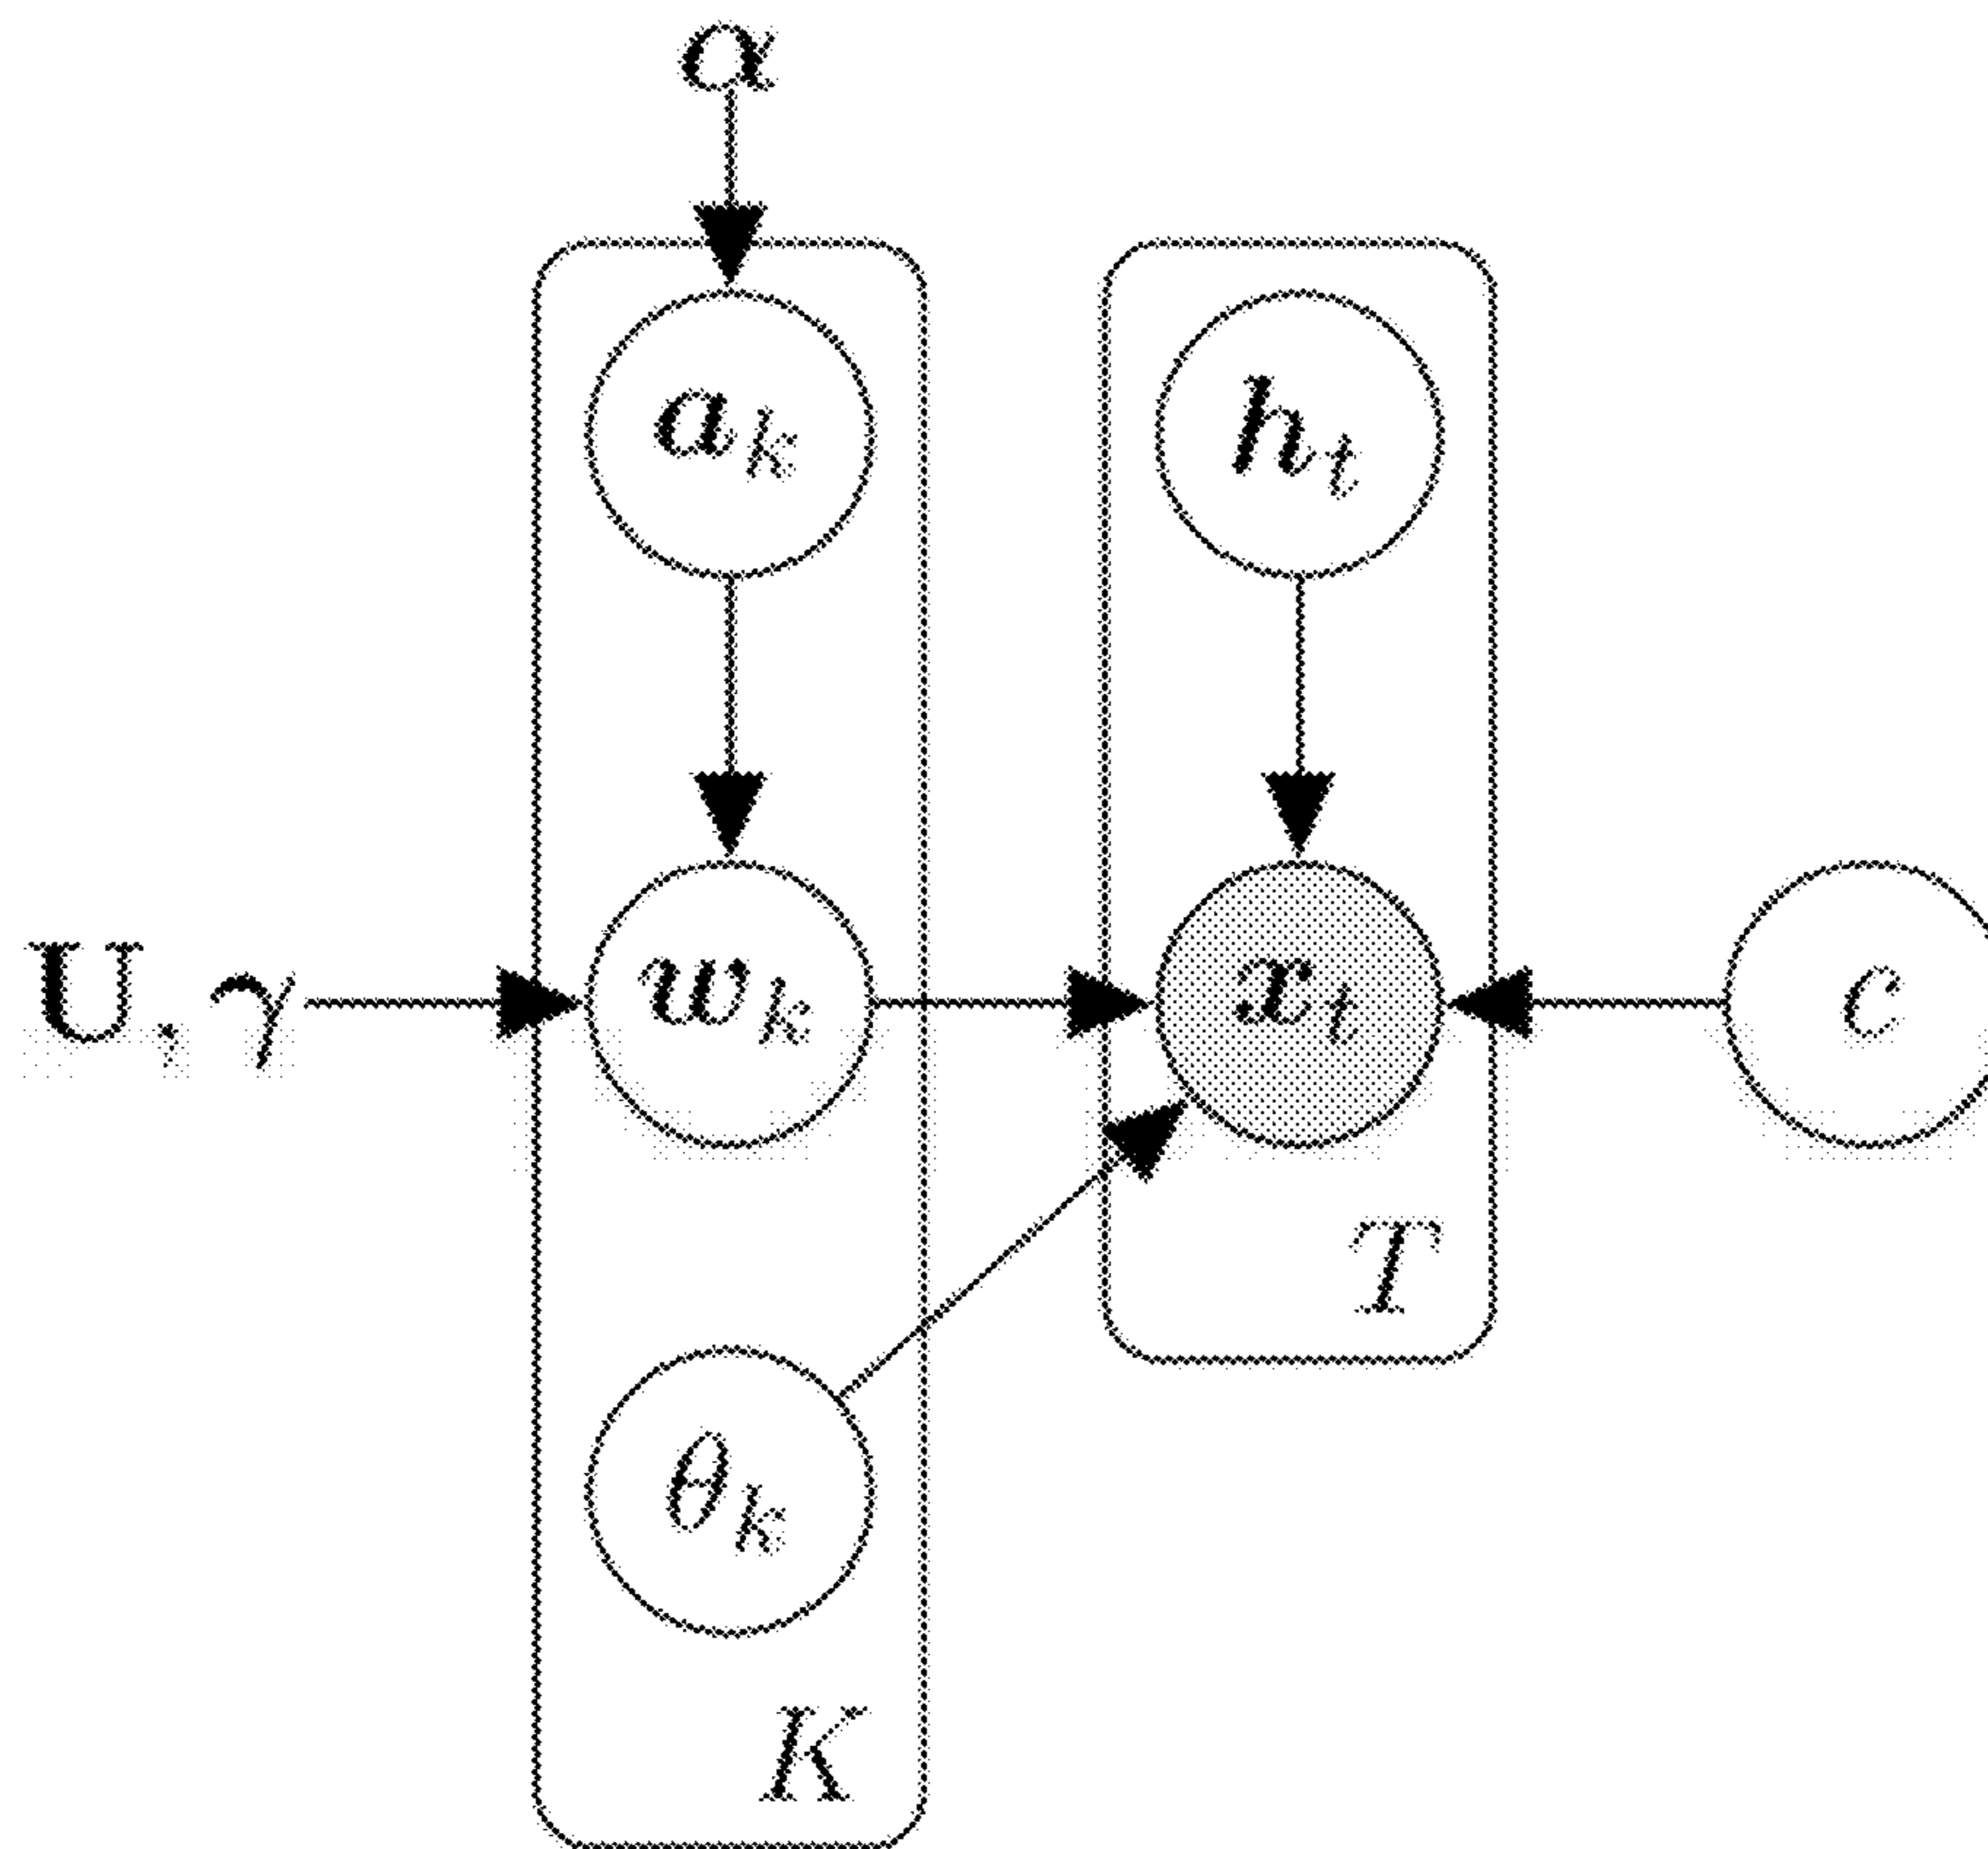 α
a_k h_t
U, γ w_k x_t c
T
θ_k
K